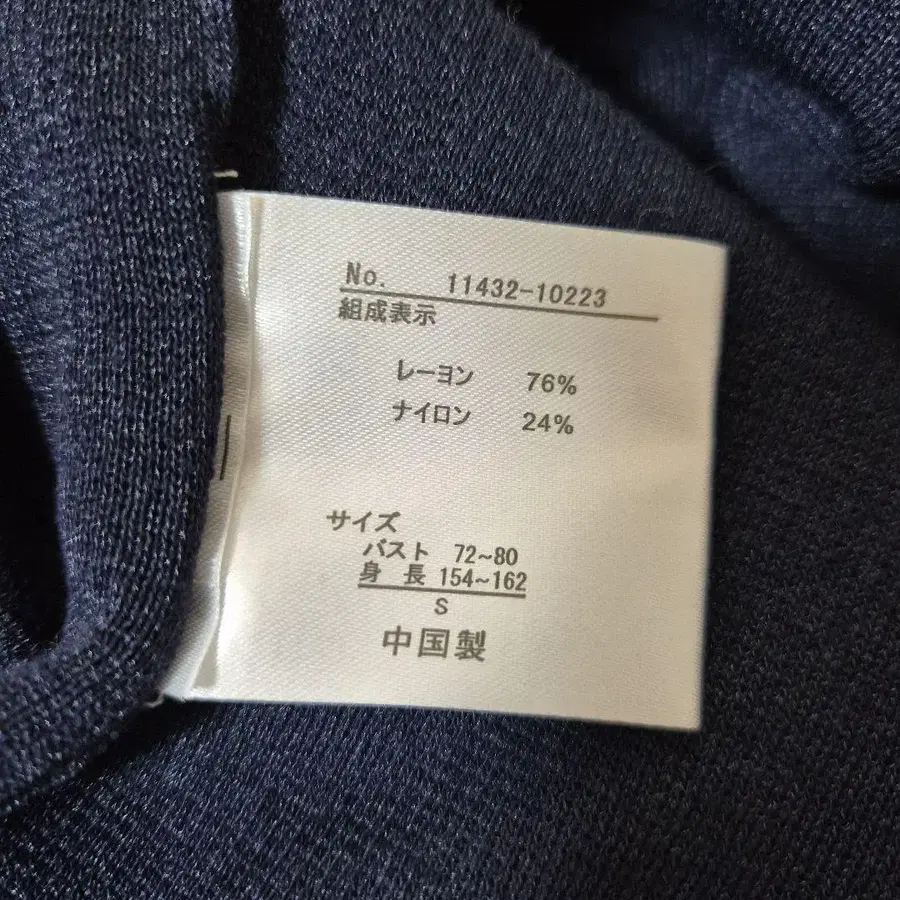 No. 11432-10223
組成表示
レーヨン 76%
ナイロン 24%
サイズ
バスト 72~80
身 長 154~162
S
中国製